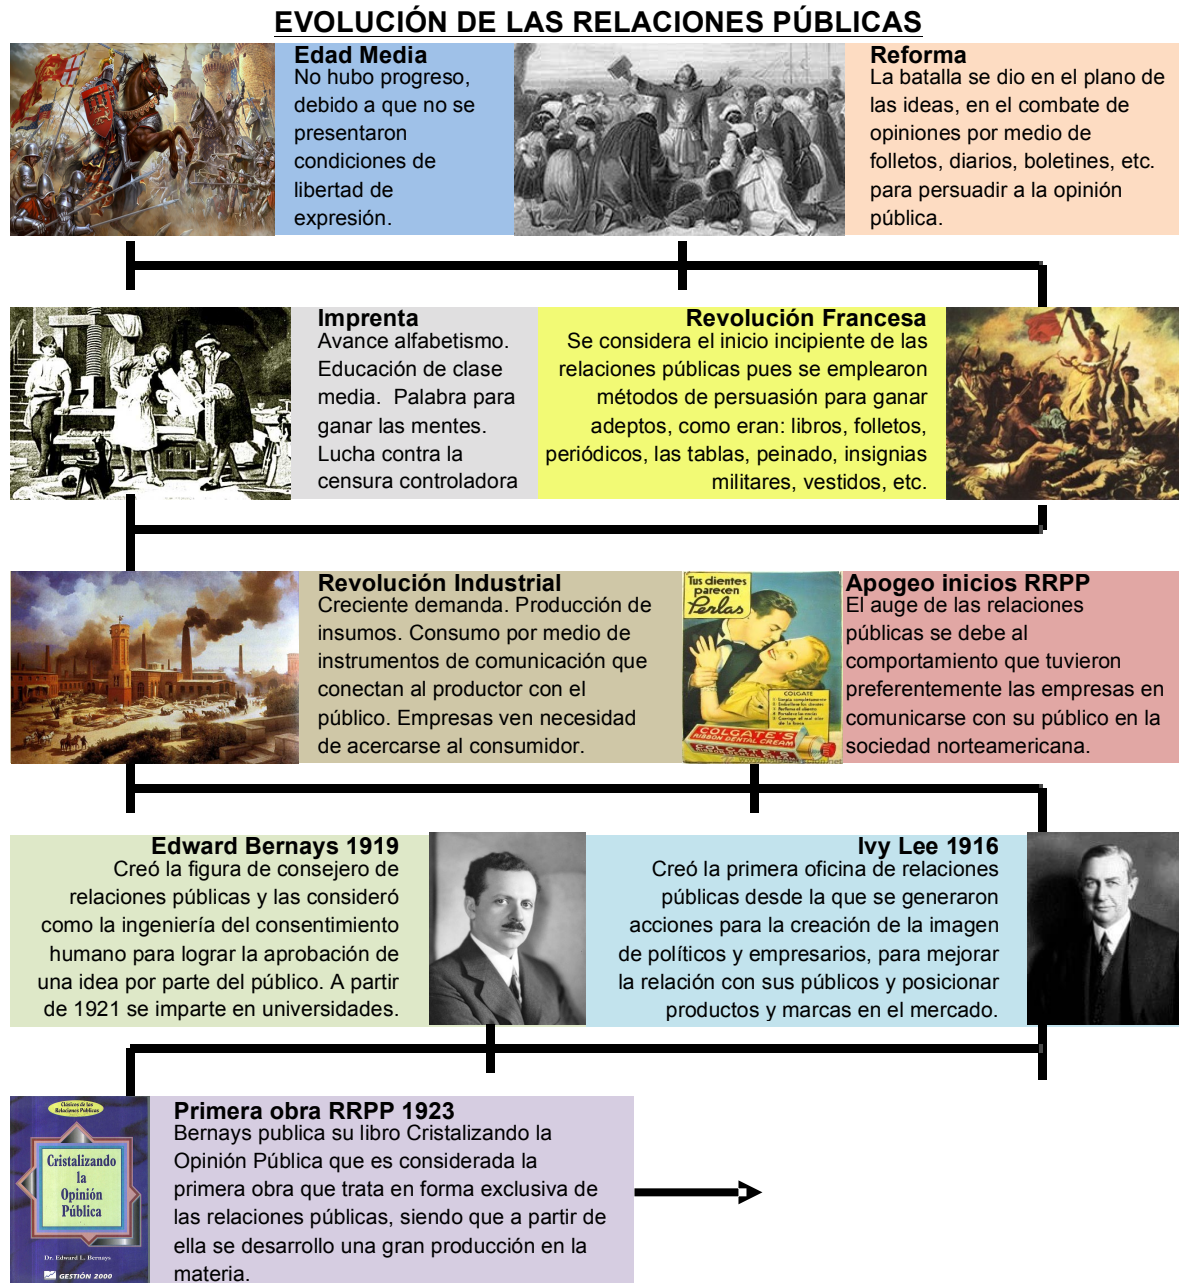 EVOLUCIÓN DE LAS RELACIONES PÚBLICAS
Edad Media
No hubo progreso,
debido a que no se
presentaron
condiciones de
libertad de
expresión.
Reforma
La batalla se dio en el plano de
las ideas, en el combate de
opiniones por medio de
folletos, diarios, boletines, etc.
para persuadir a la opinión
pública.
Imprenta
Avance alfabetismo.
Educación de clase
media. Palabra para
ganar las mentes.
Lucha contra la
censura controladora
Revolución Francesa
Se considera el inicio incipiente de las
relaciones públicas pues se emplearon
métodos de persuasión para ganar
adeptos, como eran: libros, folletos,
periódicos, las tablas, peinado, insignias
militares, vestidos, etc.
Revolución Industrial
Creciente demanda. Producción de
insumos. Consumo por medio de
instrumentos de comunicación que
conectan al productor con el
público. Empresas ven necesidad
de acercarse al consumidor.
Tus dientes
parecen
Perlas
COLGATE
COLGATE'S
RIBBON DENTAL CREAM
Apogeo inicios RRPP
El auge de las relaciones
públicas se debe al
comportamiento que tuvieron
preferentemente las empresas en
comunicarse con su público en la
sociedad norteamericana.
Edward Bernays 1919
Creó la figura de consejero de
relaciones públicas y las consideró
como la ingeniería del consentimiento
humano para lograr la aprobación de
una idea por parte del público. A partir
de 1921 se imparte en universidades.
Ivy Lee 1916
Creó la primera oficina de relaciones
públicas desde la que se generaron
acciones para la creación de la imagen
de políticos y empresarios, para mejorar
la relación con sus públicos y posicionar
productos y marcas en el mercado.
Clásicos de las
Relaciones Públicas
Cristalizando
la
Opinión
Pública
Dr. Edward L. Bernays
GESTIÓN 2000
Primera obra RRPP 1923
Bernays publica su libro Cristalizando la
Opinión Pública que es considerada la
primera obra que trata en forma exclusiva de
las relaciones públicas, siendo que a partir de
ella se desarrollo una gran producción en la
materia.